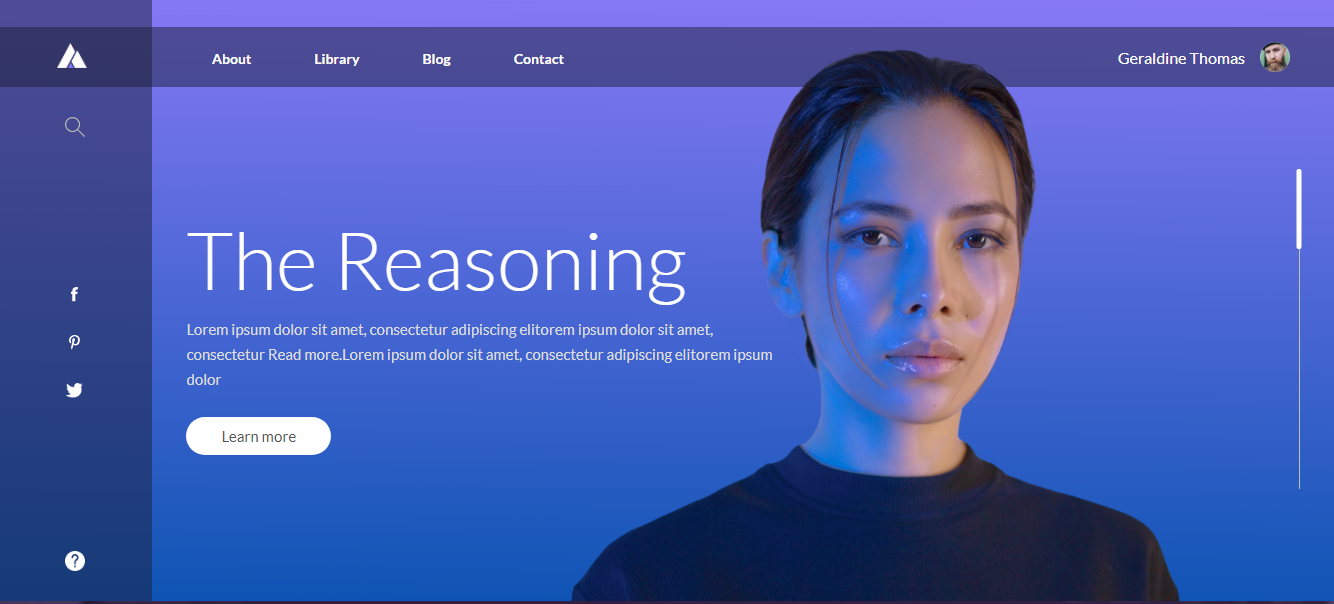 About Library Blog Contact Geraldine Thomas
The Reasoning
Lorem ipsum dolor sit amet, consectetur adipiscing elitorem ipsum dolor sit amet,
consectetur Read more.Lorem ipsum dolor sit amet, consectetur adipiscing elitorem ipsum
dolor
Learn more